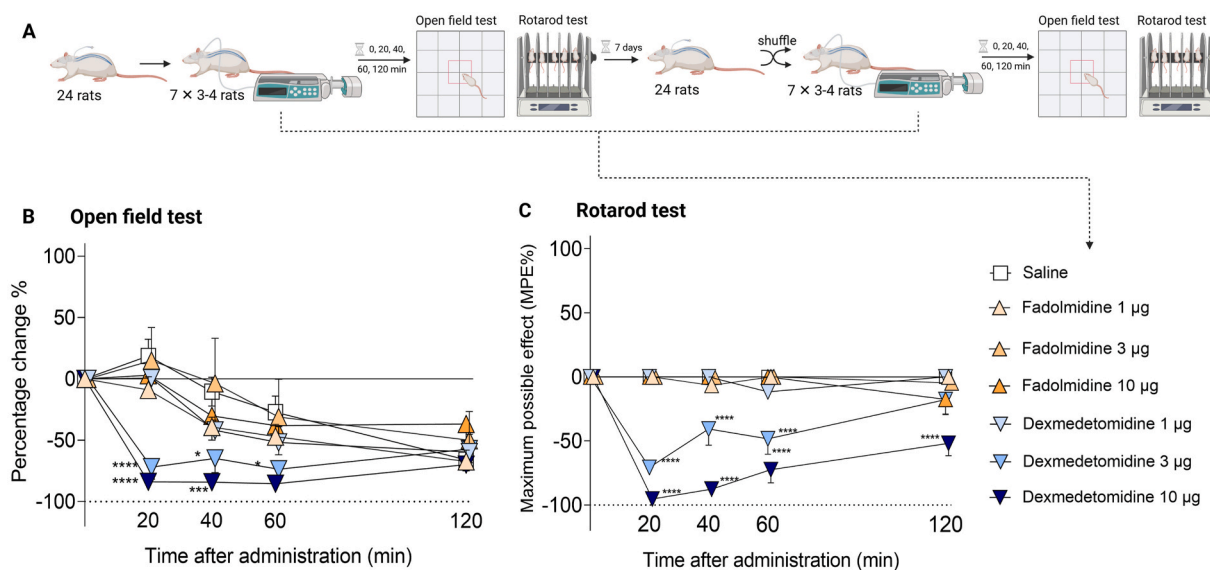 A
24 rats
7 × 3-4 rats
0, 20, 40,
60, 120 min
Open field test
Rotarod test
7 days
24 rats
shuffle
7 × 3-4 rats
0, 20, 40,
60, 120 min
Open field test
Rotarod test
B Open field test
Percentage change %
100
50
0
-50
-100
**** * *
**** ***
20 40 60 120
Time after administration (min)
C Rotarod test
Maximum possible effect (MPE%)
100
50
0
-50
-100
**** **** ****
**** **** **** ****
20 40 60 120
Time after administration (min)
Saline
Fadolmidine 1 µg
Fadolmidine 3 µg
Fadolmidine 10 µg
Dexmedetomidine 1 µg
Dexmedetomidine 3 µg
Dexmedetomidine 10 µg